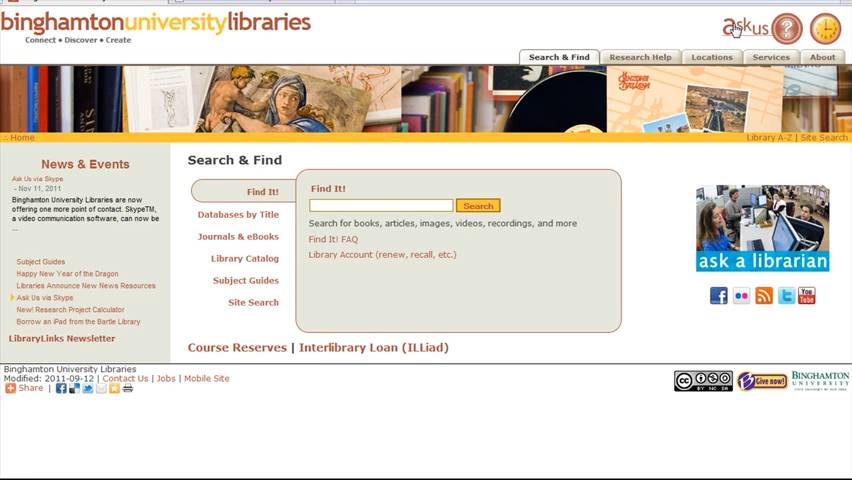 binghamtonuniversitylibraries
Connect • Discover • Create
askus ?
Search & Find
Research Help
Locations
Services
About
Home
Library A-Z | Site Search
News & Events
Ask Us via Skype
- Nov 11, 2011
Binghamton University Libraries are now
offering one more point of contact. SkypeTM,
a video communication software, can now be
...
Subject Guides
Happy New Year of the Dragon
Libraries Announce New News Resources
Ask Us via Skype
New! Research Project Calculator
Borrow an iPad from the Bartle Library
LibraryLinks Newsletter
Search & Find
Find It!
Databases by Title
Journals & eBooks
Library Catalog
Subject Guides
Site Search
Find It!
Search
Search for books, articles, images, videos, recordings, and more
Find It! FAQ
Library Account (renew, recall, etc.)
Course Reserves | Interlibrary Loan (ILLiad)
ask a librarian
You Tube
Binghamton University Libraries
Modified: 2011-09-12 | Contact Us | Jobs | Mobile Site
Share |
cc BY NC SA
Give now!
BINGHAMTON
UNIVERSITY